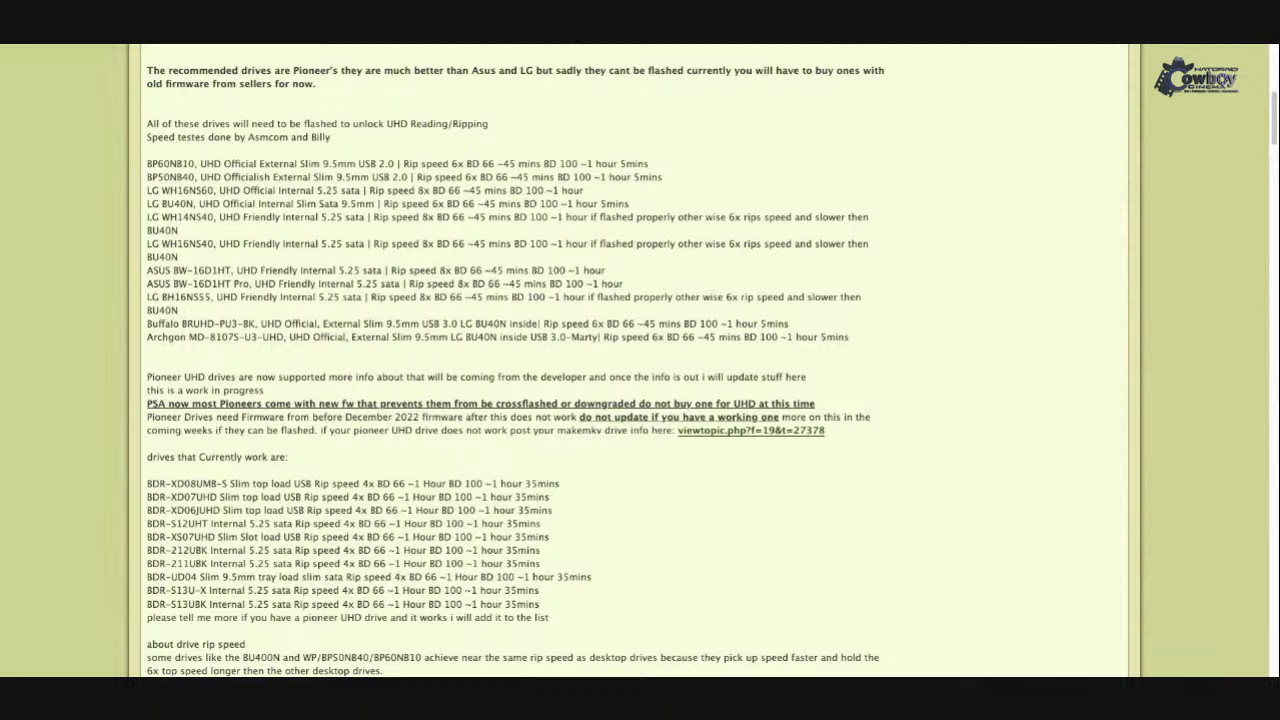 The recommended drives are Pioneer's they are much better than Asus and LG but sadly they cant be flashed currently you will have to buy ones with
old firmware from sellers for now.
All of these drives will need to be flashed to unlock UHD Reading/Ripping
Speed testes done by Asmcom and Billy
BP60NB10, UHD Official External Slim 9.5mm USB 2.0 | Rip speed 6x BD 66 ~45 mins BD 100 ~1 hour 5mins
BP50NB40, UHD Officialish External Slim 9.5mm USB 2.0 | Rip speed 6x BD 66 ~45 mins BD 100 ~1 hour 5mins
LG WH16NS60, UHD Official Internal 5.25 sata | Rip speed 8x BD 66 ~45 mins BD 100 ~1 hour
LG BU40N, UHD Official Internal Slim Sata 9.5mm | Rip speed 6x BD 66 ~45 mins BD 100 ~1 hour 5mins
LG WH14NS40, UHD Friendly Internal 5.25 sata | Rip speed 8x BD 66 ~45 mins BD 100 ~1 hour if flashed properly other wise 6x rips speed and slower then
BU40N
LG WH16NS40, UHD Friendly Internal 5.25 sata | Rip speed 8x BD 66 ~45 mins BD 100 ~1 hour if flashed properly other wise 6x rips speed and slower then
BU40N
ASUS BW-16D1HT, UHD Friendly Internal 5.25 sata | Rip speed 8x BD 66 ~45 mins BD 100 ~1 hour
ASUS BW-16D1HT Pro, UHD Friendly Internal 5.25 sata | Rip speed 8x BD 66 ~45 mins BD 100 ~1 hour
LG BH16NS55, UHD Friendly Internal 5.25 sata | Rip speed 8x BD 66 ~45 mins BD 100 ~1 hour if flashed properly other wise 6x rip speed and slower then
BU40N
Buffalo BRUHD-PU3-BK, UHD Official, External Slim 9.5mm USB 3.0 LG BU40N inside| Rip speed 6x BD 66 ~45 mins BD 100 ~1 hour 5mins
Archgon MD-8107S-U3-UHD, UHD Official, External Slim 9.5mm LG BU40N inside USB 3.0-Marty| Rip speed 6x BD 66 ~45 mins BD 100 ~1 hour 5mins
Pioneer UHD drives are now supported more info about that will be coming from the developer and once the info is out i will update stuff here
this is a work in progress
PSA now most Pioneers come with new fw that prevents them from be crossflashed or downgraded do not buy one for UHD at this time
Pioneer Drives need Firmware from before December 2022 firmware after this does not work do not update if you have a working one more on this in the
coming weeks if they can be flashed. if your pioneer UHD drive does not work post your makemkv drive info here: viewtopic.php?f=19&t=27378
drives that Currently work are:
BDR-XD08UMB-S Slim top load USB Rip speed 4x BD 66 ~1 Hour BD 100 ~1 hour 35mins
BDR-XD07UHD Slim top load USB Rip speed 4x BD 66 ~1 Hour BD 100 ~1 hour 35mins
BDR-XD06JUHD Slim top load USB Rip speed 4x BD 66 ~1 Hour BD 100 ~1 hour 35mins
BDR-S12UHT Internal 5.25 sata Rip speed 4x BD 66 ~1 Hour BD 100 ~1 hour 35mins
BDR-XS07UHD Slim Slot load USB Rip speed 4x BD 66 ~1 Hour BD 100 ~1 hour 35mins
BDR-212UBK Internal 5.25 sata Rip speed 4x BD 66 ~1 Hour BD 100 ~1 hour 35mins
BDR-211UBK Internal 5.25 sata Rip speed 4x BD 66 ~1 Hour BD 100 ~1 hour 35mins
BDR-UD04 Slim 9.5mm tray load slim sata Rip speed 4x BD 66 ~1 Hour BD 100 ~1 hour 35mins
BDR-S13U-X Internal 5.25 sata Rip speed 4x BD 66 ~1 Hour BD 100 ~1 hour 35mins
BDR-S13UBK Internal 5.25 sata Rip speed 4x BD 66 ~1 Hour BD 100 ~1 hour 35mins
please tell me more if you have a pioneer UHD drive and it works i will add it to the list
about drive rip speed
some drives like the BU400N and WP/BP50NB40/BP60NB10 achieve near the same rip speed as desktop drives because they pick up speed faster and hold the
6x top speed longer then the other desktop drives.
Cowboy
CINEMA